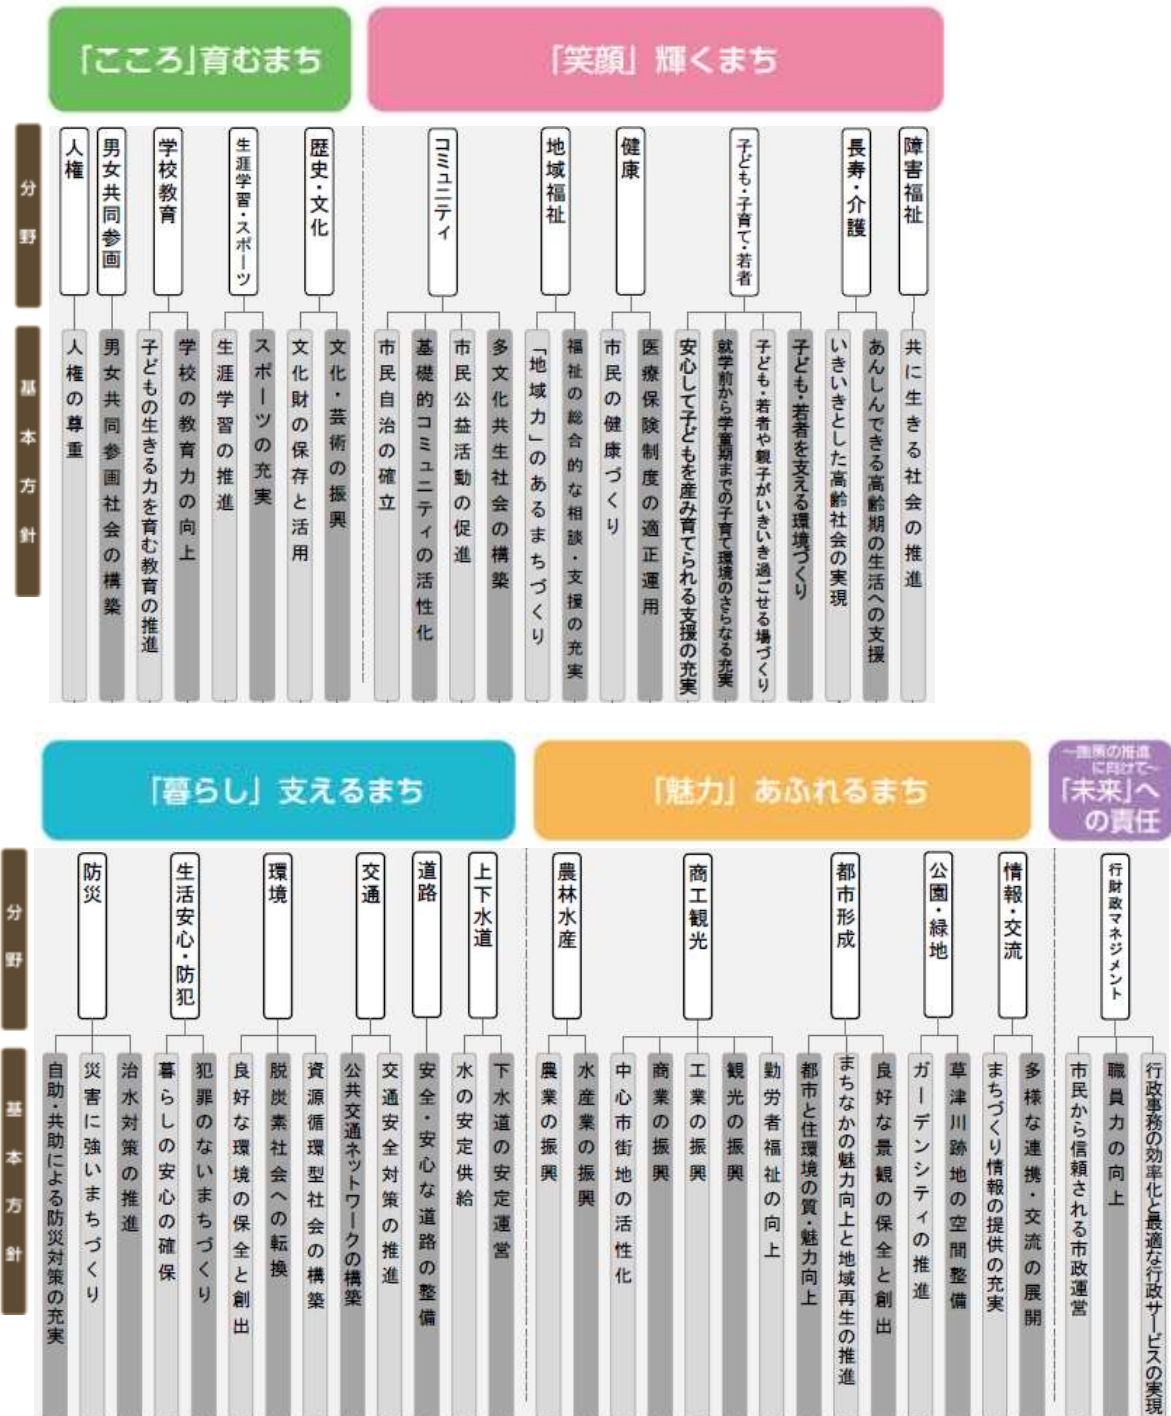 「こころ」育むまち
「笑顔」輝くまち
分野
人権
男女共同参画
学校教育
生涯学習・スポーツ
歴史・文化
コミュニティ
地域福祉
健康
子ども・子育て・若者
長寿・介護
障害福祉
基本方針
人権の尊重
男女共同参画社会の構築
子どもの生きる力を育む教育の推進
学校の教育力の向上
生涯学習の推進
スポーツの充実
文化財の保存と活用
文化・芸術の振興
市民自治の確立
基礎的コミュニティの活性化
市民公益活動の促進
多文化共生社会の構築
「地域力」のあるまちづくり
福祉の総合的な相談・支援の充実
市民の健康づくり
医療保険制度の適正運用
安心して子どもを産み育てられる支援の充実
就学前から学童期までの子育て環境のさらなる充実
子ども・若者や親子がいきいき過ごせる場づくり
子ども・若者を支える環境づくり
いきいきとした高齢社会の実現
あんしんできる高齢期の生活への支援
共に生きる社会の推進
「暮らし」支えるまち
「魅力」あふれるまち
～施策の推進
に向けて～
「未来」へ
の責任
分野
防災
生活安心・防犯
環境
交通
道路
上下水道
農林水産
商工観光
都市形成
公園・緑地
情報・交流
行財政マネジメント
基本方針
自助・共助による防災対策の充実
災害に強いまちづくり
治水対策の推進
暮らしの安心の確保
犯罪のないまちづくり
良好な環境の保全と創出
脱炭素社会への転換
資源循環型社会の構築
公共交通ネットワークの構築
交通安全対策の推進
安全・安心な道路の整備
水の安定供給
下水道の安定運営
農業の振興
水産業の振興
中心市街地の活性化
商業の振興
工業の振興
観光の振興
勤労者福祉の向上
都市と住環境の質・魅力向上
まちなかの魅力向上と地域再生の推進
良好な景観の保全と創出
ガーデンシティの推進
草津川跡地の空間整備
まちづくり情報の提供の充実
多様な連携・交流の展開
市民から信頼される市政運営
職員力の向上
行政事務の効率化と最適な行政サービスの実現